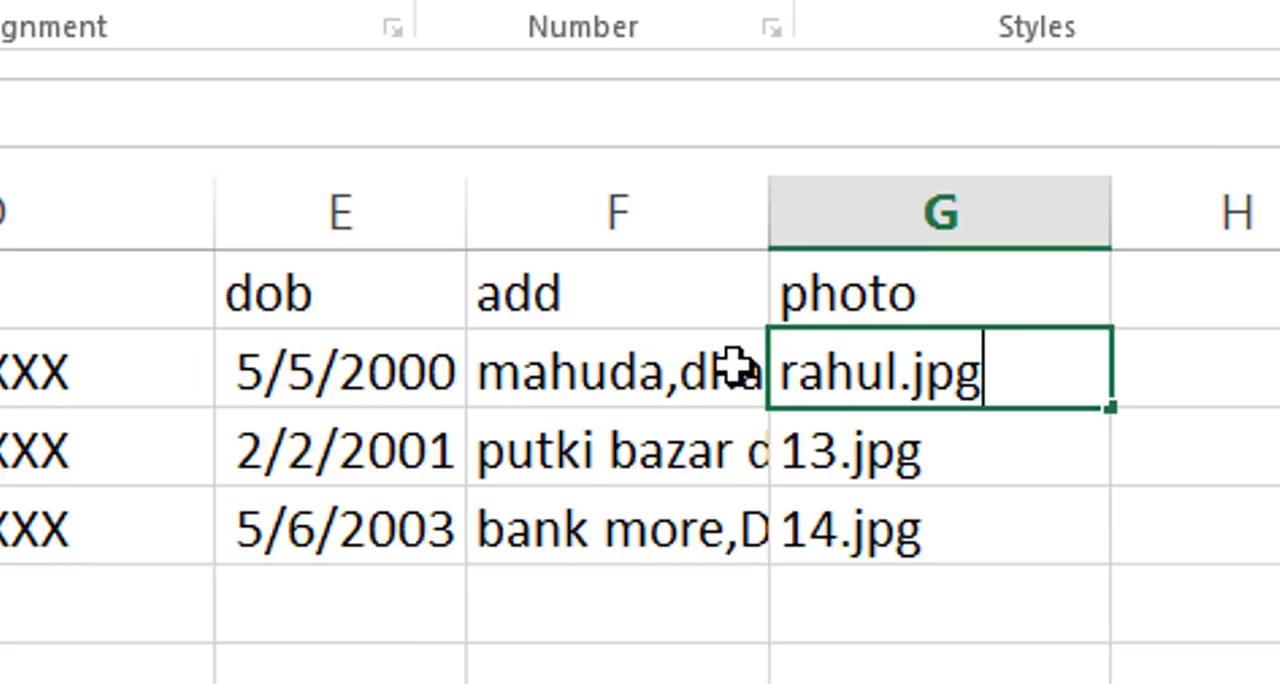 gnment Number Styles
E F G H
dob add photo
XXX 5/5/2000 rahul.jpg
XXX 2/2/2001 putki bazar d 13.jpg
XXX 5/6/2003 bank more,D 14.jpg